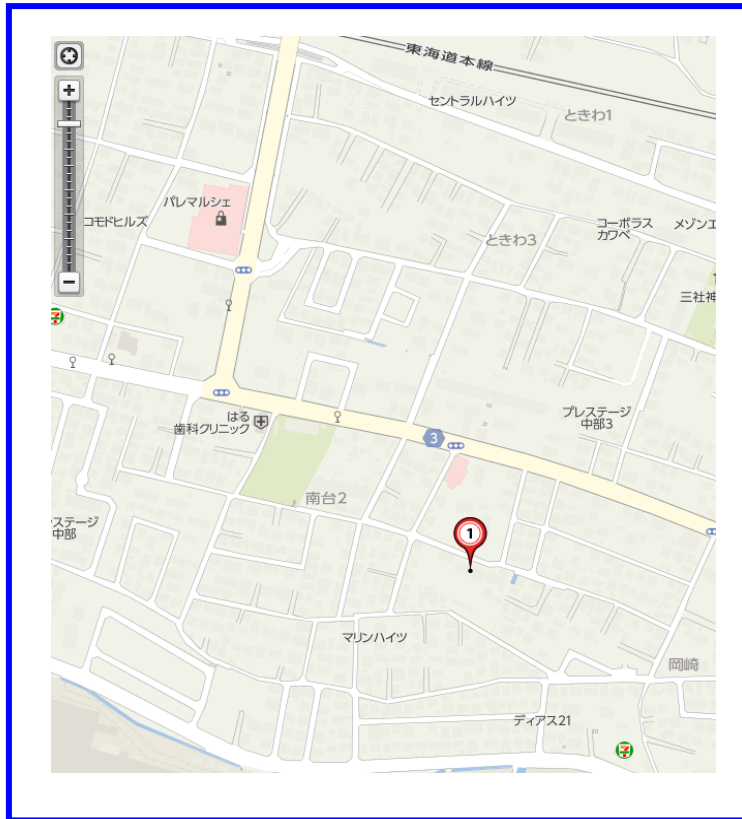 東海道本線
セントラルハイツ
ときわ1
パレマルシェ
コモドヒルズ
ときわ3
コーポラス
カワベ
メゾンエ
三社神
7
はる
歯科クリニック
3
プレステージ
中部3
南台2
ステージ
中部
1
マリンハイツ
岡崎
ディアス21
7